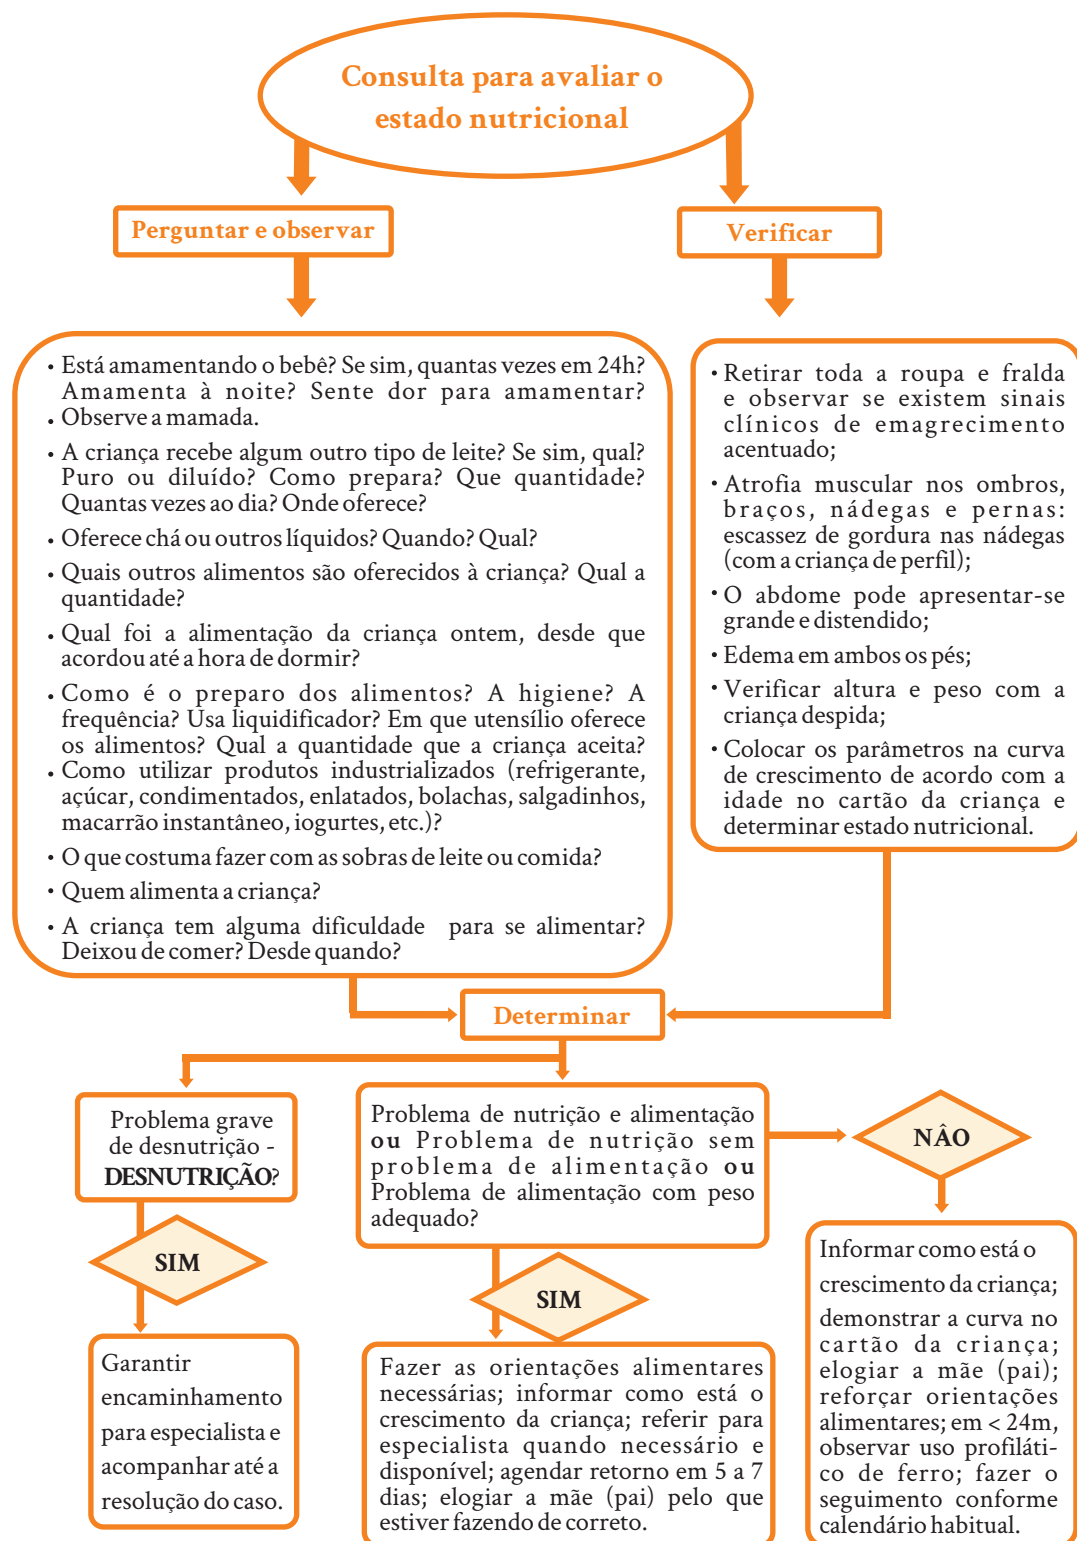 Consulta para avaliar o
estado nutricional
Perguntar e observar
Verificar
• Está amamentando o bebê? Se sim, quantas vezes em 24h?
Amamenta à noite? Sente dor para amamentar?
• Observe a mamada.
• A criança recebe algum outro tipo de leite? Se sim, qual?
Puro ou diluído? Como prepara? Que quantidade?
Quantas vezes ao dia? Onde oferece?
• Oferece chá ou outros líquidos? Quando? Qual?
• Quais outros alimentos são oferecidos à criança? Qual a
quantidade?
• Qual foi a alimentação da criança ontem, desde que
acordou até a hora de dormir?
• Como é o preparo dos alimentos? A higiene? A
frequência? Usa liquidificador? Em que utensílio oferece
os alimentos? Qual a quantidade que a criança aceita?
• Como utilizar produtos industrializados (refrigerante,
açúcar, condimentados, enlatados, bolachas, salgadinhos,
macarrão instantâneo, iogurtes, etc.)?
• O que costuma fazer com as sobras de leite ou comida?
• Quem alimenta a criança?
• A criança tem alguma dificuldade para se alimentar?
Deixou de comer? Desde quando?
• Retirar toda a roupa e fralda
e observar se existem sinais
clínicos de emagrecimento
acentuado;
• Atrofia muscular nos ombros,
braços, nádegas e pernas:
escassez de gordura nas nádegas
(com a criança de perfil);
• O abdome pode apresentar-se
grande e distendido;
• Edema em ambos os pés;
• Verificar altura e peso com a
criança despida;
• Colocar os parâmetros na curva
de crescimento de acordo com a
idade no cartão da criança e
determinar estado nutricional.
Determinar
Problema grave
de desnutrição -
DESNUTRIÇÃO?
SIM
Garantir
encaminhamento
para especialista e
acompanhar até a
resolução do caso.
Problema de nutrição e alimentação
ou Problema de nutrição sem
problema de alimentação ou
Problema de alimentação com peso
adequado?
SIM
Fazer as orientações alimentares
necessárias; informar como está o
crescimento da criança; referir para
especialista quando necessário e
disponível; agendar retorno em 5 a 7
dias; elogiar a mãe (pai) pelo que
estiver fazendo de correto.
NÂO
Informar como está o
crescimento da criança;
demonstrar a curva no
cartão da criança;
elogiar a mãe (pai);
reforçar orientações
alimentares; em < 24m,
observar uso profiláti-
co de ferro; fazer o
seguimento conforme
calendário habitual.